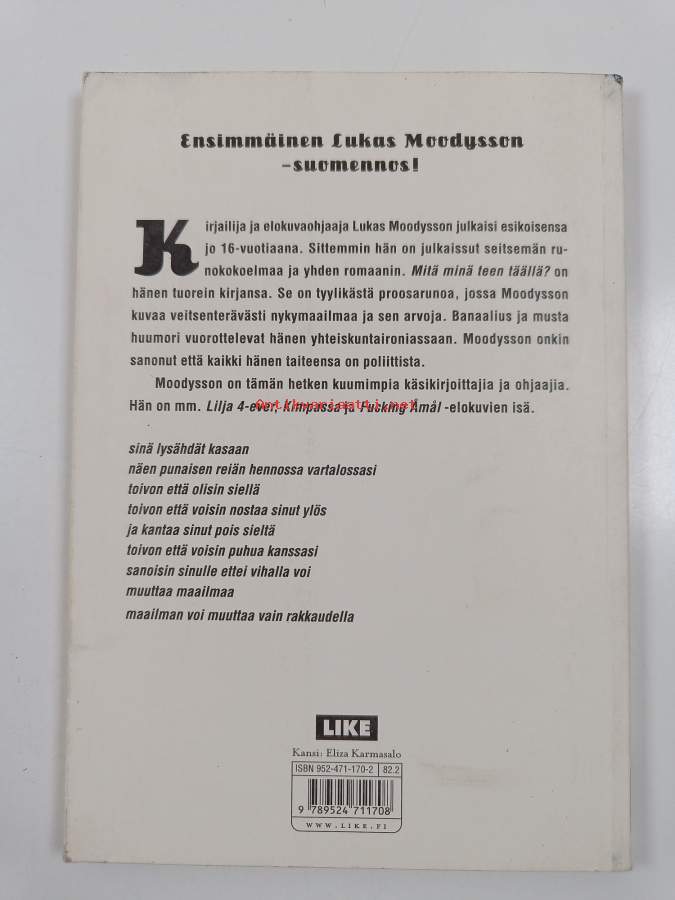 Ensimmäinen Lukas Moodysson
-suomennos!
Kirjailija ja elokuvaohjaaja Lukas Moodysson julkaisi esikoisensa
jo 16-vuotiaana. Sittemmin hän on julkaissut seitsemän ru-
nokokoelmaa ja yhden romaanin. Mitä minä teen täällä? on
hänen tuorein kirjansa. Se on tyylikästä proosarunoa, jossa Moodysson
kuvaa veitsenterävästi nykymaailmaa ja sen arvoja. Banaalius ja musta
huumori vuorottelevat hänen yhteiskuntaironiassaan. Moodysson onkin
sanonut että kaikki hänen taiteensa on poliittista.
Moodysson on tämän hetken kuumimpia käsikirjoittajia ja ohjaajia.
Hän on mm. Lilja 4-ever, Kimpassa ja Fucking Åmål -elokuvien isä.
Antikvariaatti.net
sinä lysähdät kasaan
näen punaisen reiän hennossa vartalossasi
toivon että olisin siellä
toivon että voisin nostaa sinut ylös
ja kantaa sinut pois sieltä
toivon että voisin puhua kanssasi
sanoisin sinulle ettei vihalla voi
muuttaa maailmaa
maailman voi muuttaa vain rakkaudella
LIKE
Kansi: Eliza Karmasalo
ISBN 952-471-170-2 82.2
9 789524 711708
WWW.LIKE.FI